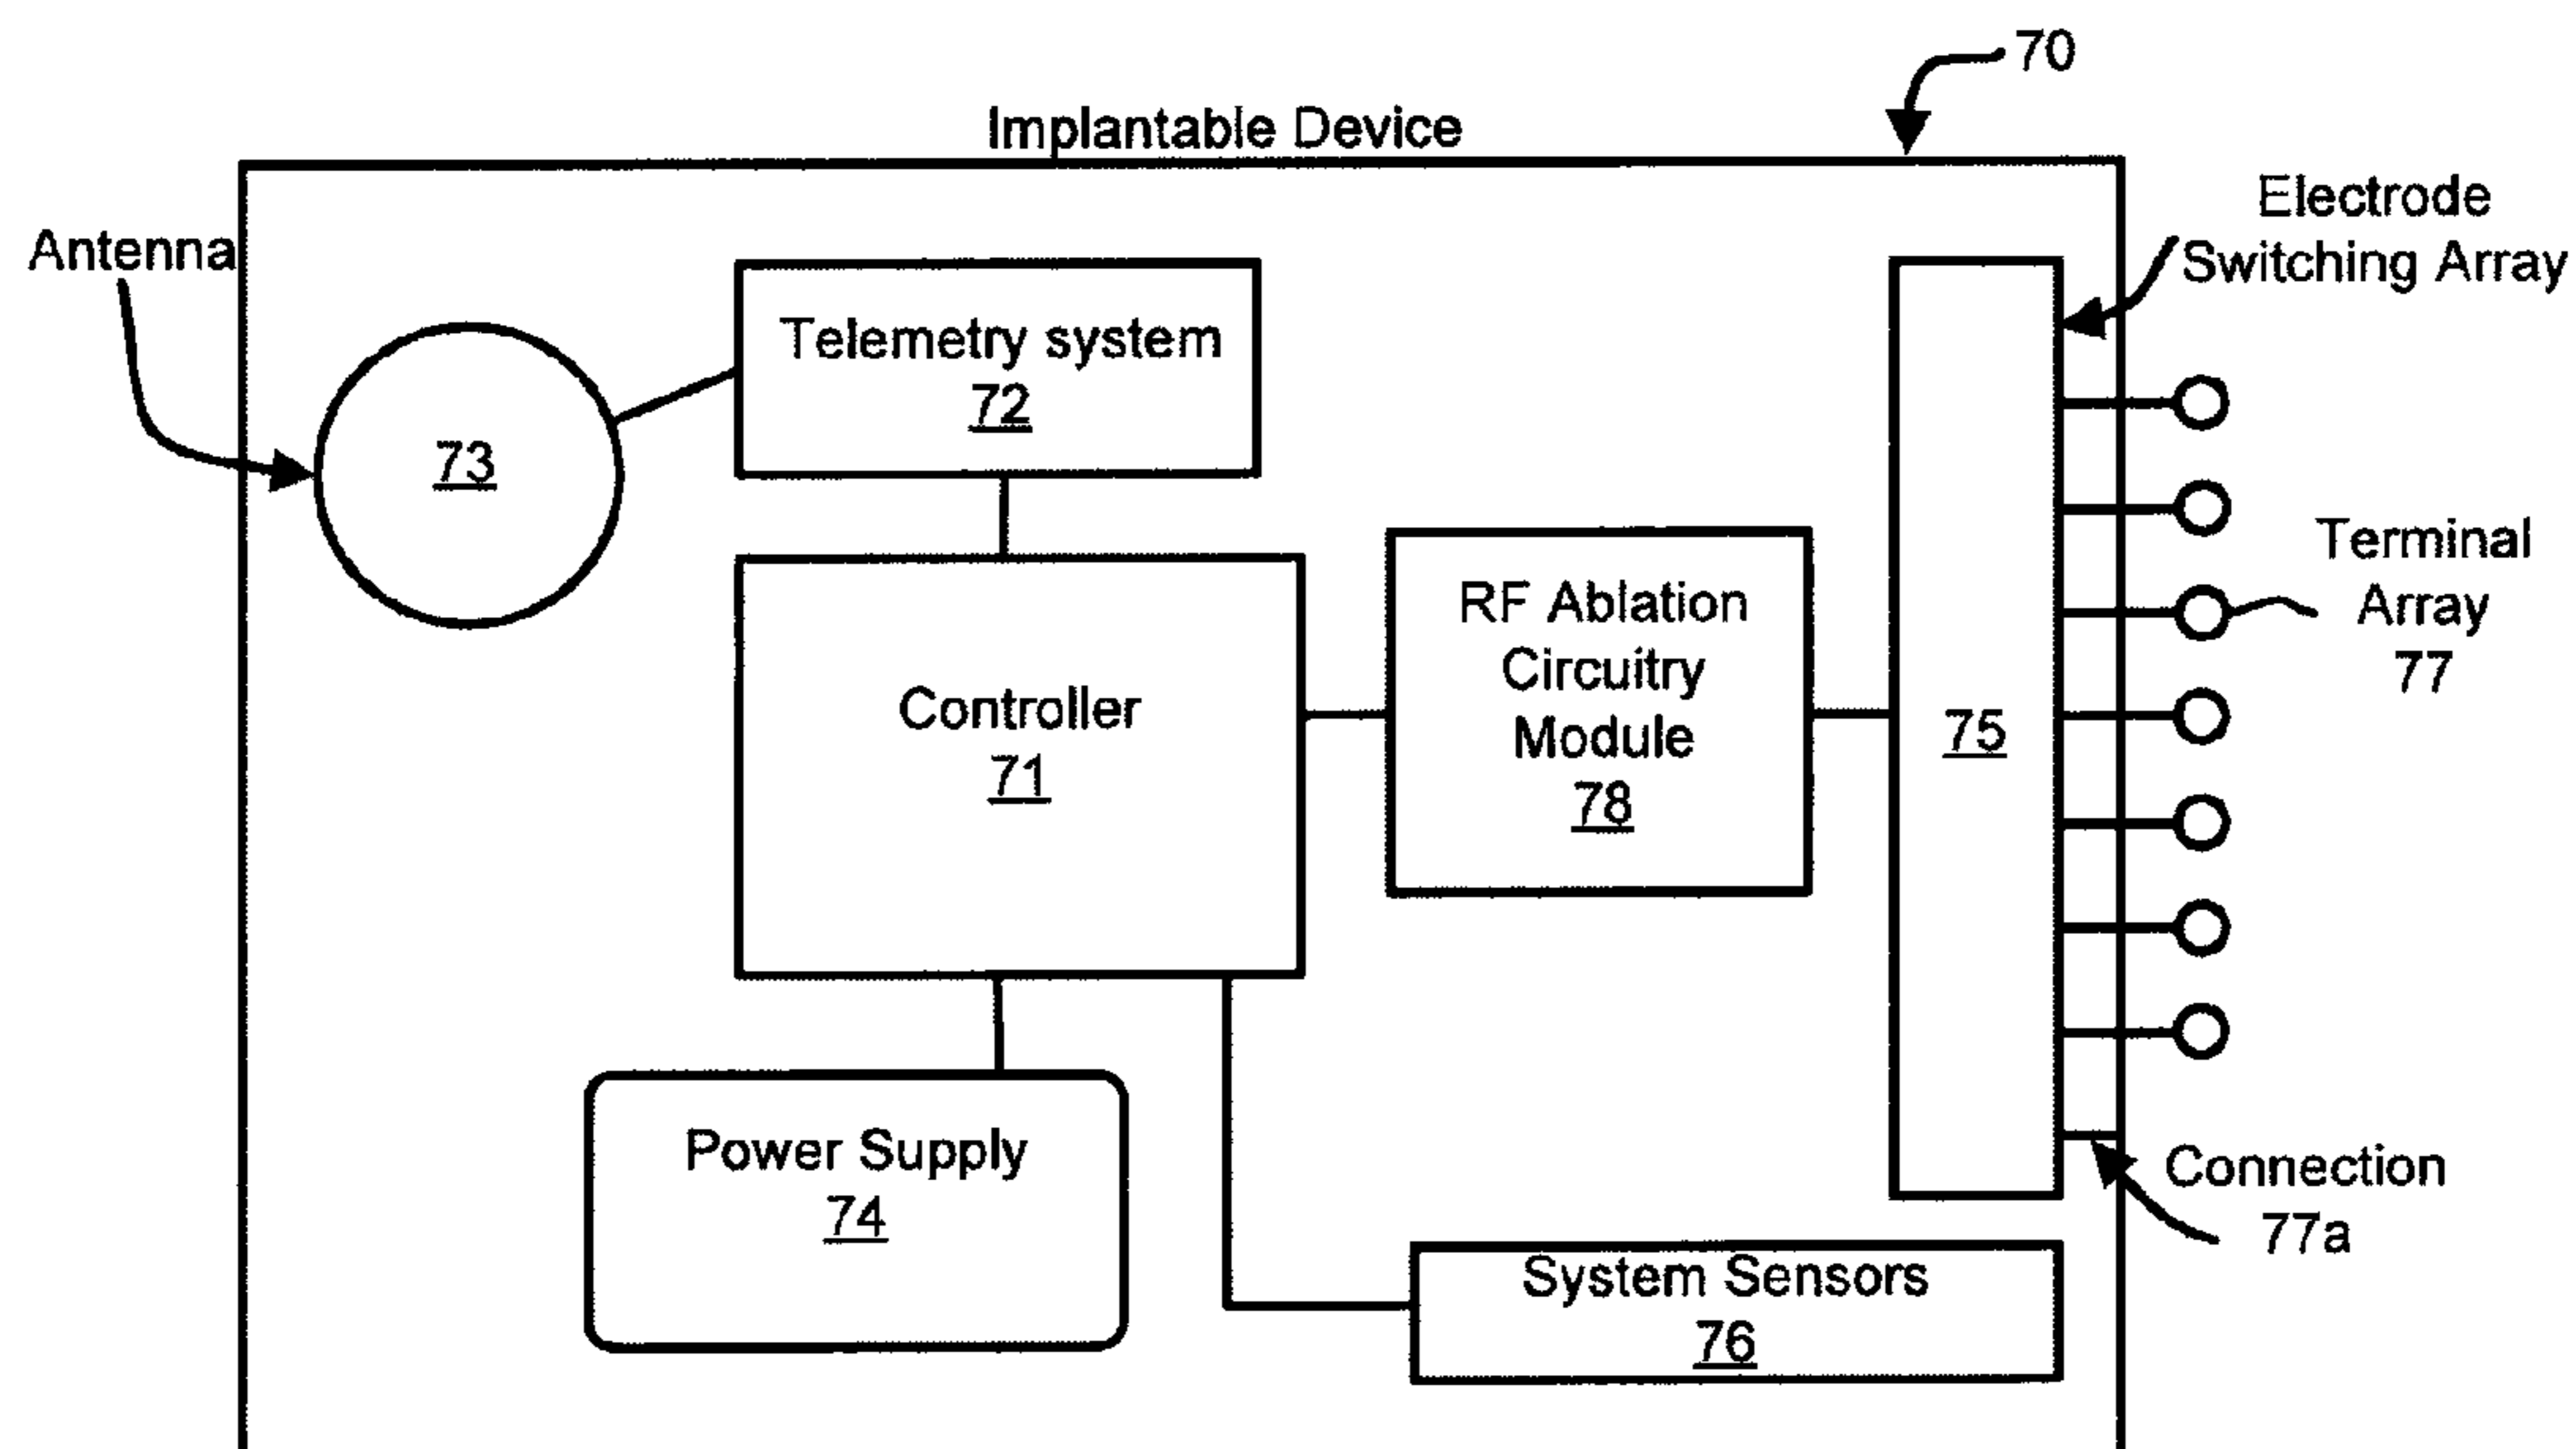 70
Implantable Device
Electrode
Switching Array
Antenna
Telemetry system
72
73
Terminal
Array
77
RF Ablation
Circuitry
Module
78
Controller
71
75
Power Supply
74
Connection
77a
System Sensors
76